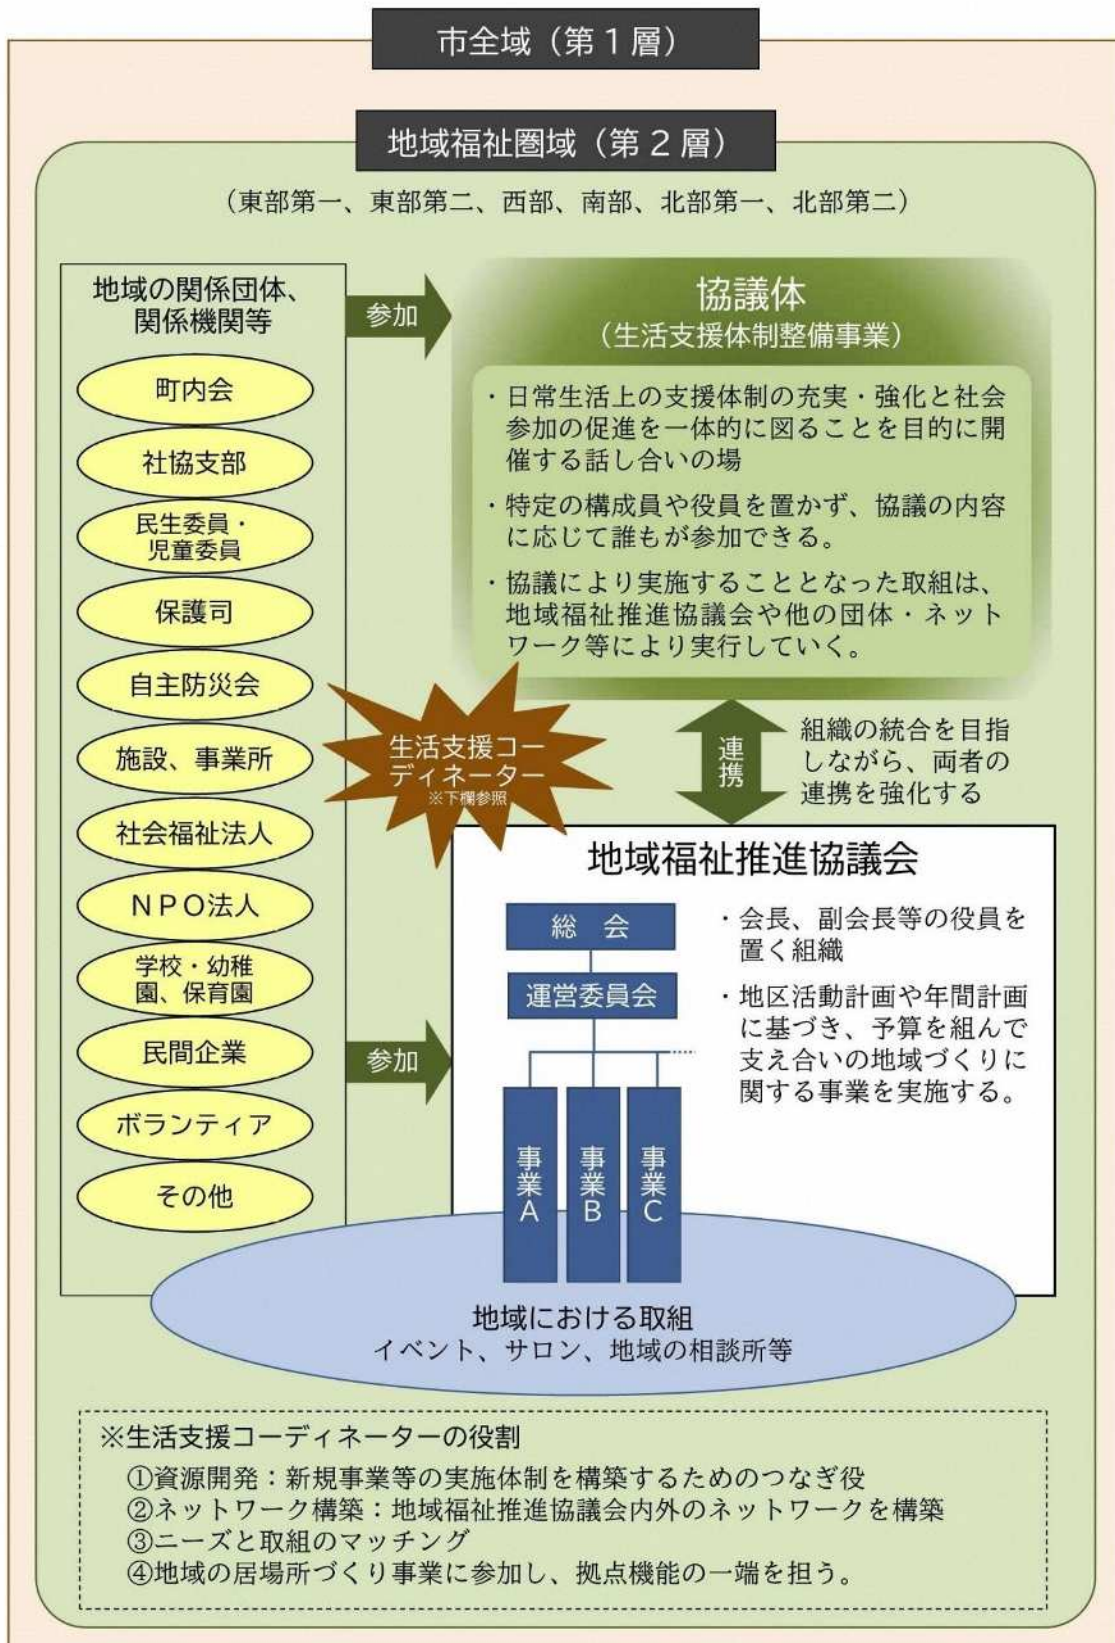 市全域（第１層）
地域福祉圏域（第２層）
（東部第一、東部第二、西部、南部、北部第一、北部第二）
地域の関係団体、
関係機関等
町内会
社協支部
民生委員・
児童委員
保護司
自主防災会
施設、事業所
社会福祉法人
ＮＰＯ法人
学校・幼稚
園、保育園
民間企業
ボランティア
その他
参加
協議体
（生活支援体制整備事業）
・日常生活上の支援体制の充実・強化と社会
参加の促進を一体的に図ることを目的に開
催する話し合いの場
・特定の構成員や役員を置かず、協議の内容
に応じて誰もが参加できる。
・協議により実施することとなった取組は、
地域福祉推進協議会や他の団体・ネット
ワーク等により実行していく。
生活支援コー
ディネーター
※下欄参照
連携
組織の統合を目指
しながら、両者の
連携を強化する
参加
地域福祉推進協議会
総　会
運営委員会
事業Ａ
事業Ｂ
事業Ｃ
・会長、副会長等の役員を
置く組織
・地区活動計画や年間計画
に基づき、予算を組んで
支え合いの地域づくりに
関する事業を実施する。
地域における取組
イベント、サロン、地域の相談所等
※生活支援コーディネーターの役割
①資源開発：新規事業等の実施体制を構築するためのつなぎ役
②ネットワーク構築：地域福祉推進協議会内外のネットワークを構築
③ニーズと取組のマッチング
④地域の居場所づくり事業に参加し、拠点機能の一端を担う。